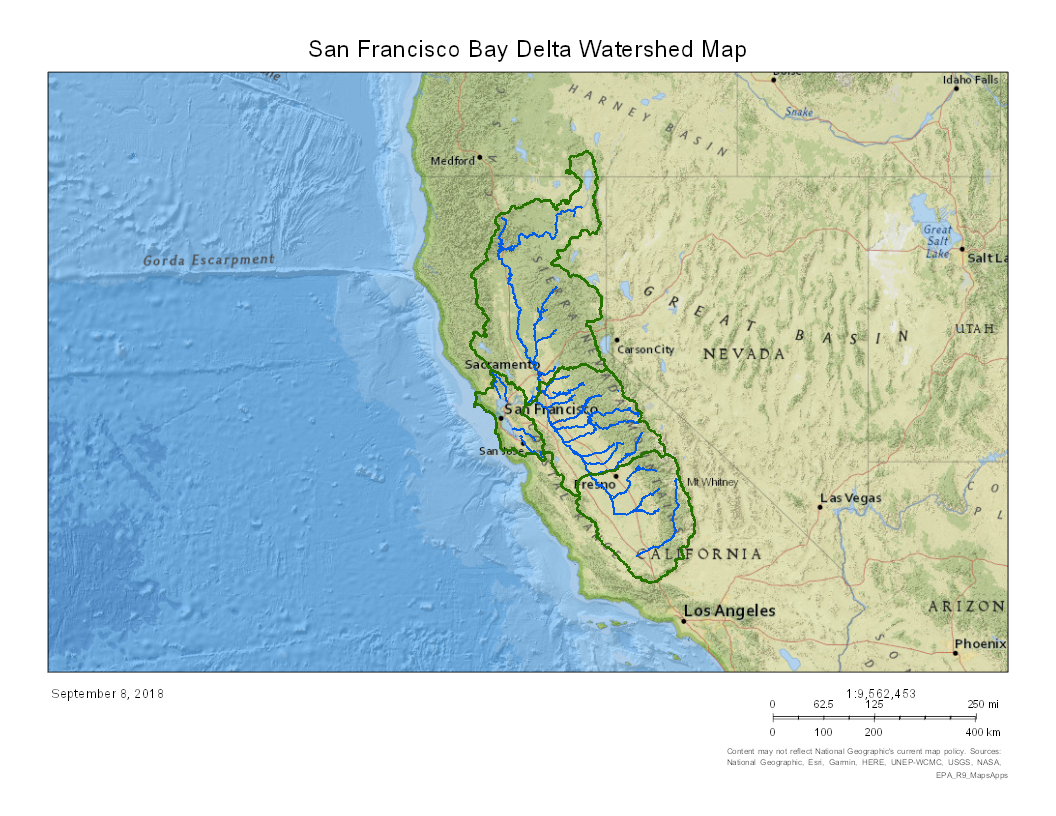 San Francisco Bay Delta Watershed Map
Idaho Falls
HARNEY BASIN
Snake
Medford
Great
Salt
Lake
Gorda Escarpment
Salt La
SIERRA NEVADA
GREAT BASIN
UTAH
Carson City
NEVADA
Sacramento
San Francisco
San Jose
Fresno
Mt Whitney
Las Vegas
CALIFORNIA
Los Angeles
ARIZON
Phoenix
September 8, 2018
1:9,562,453
0 62.5 125 250 mi
0 100 200 400 km
Content may not reflect National Geographic's current map policy. Sources:
National Geographic, Esri, Garmin, HERE, UNEP-WCMC, USGS, NASA,
EPA_R9_MapsApps